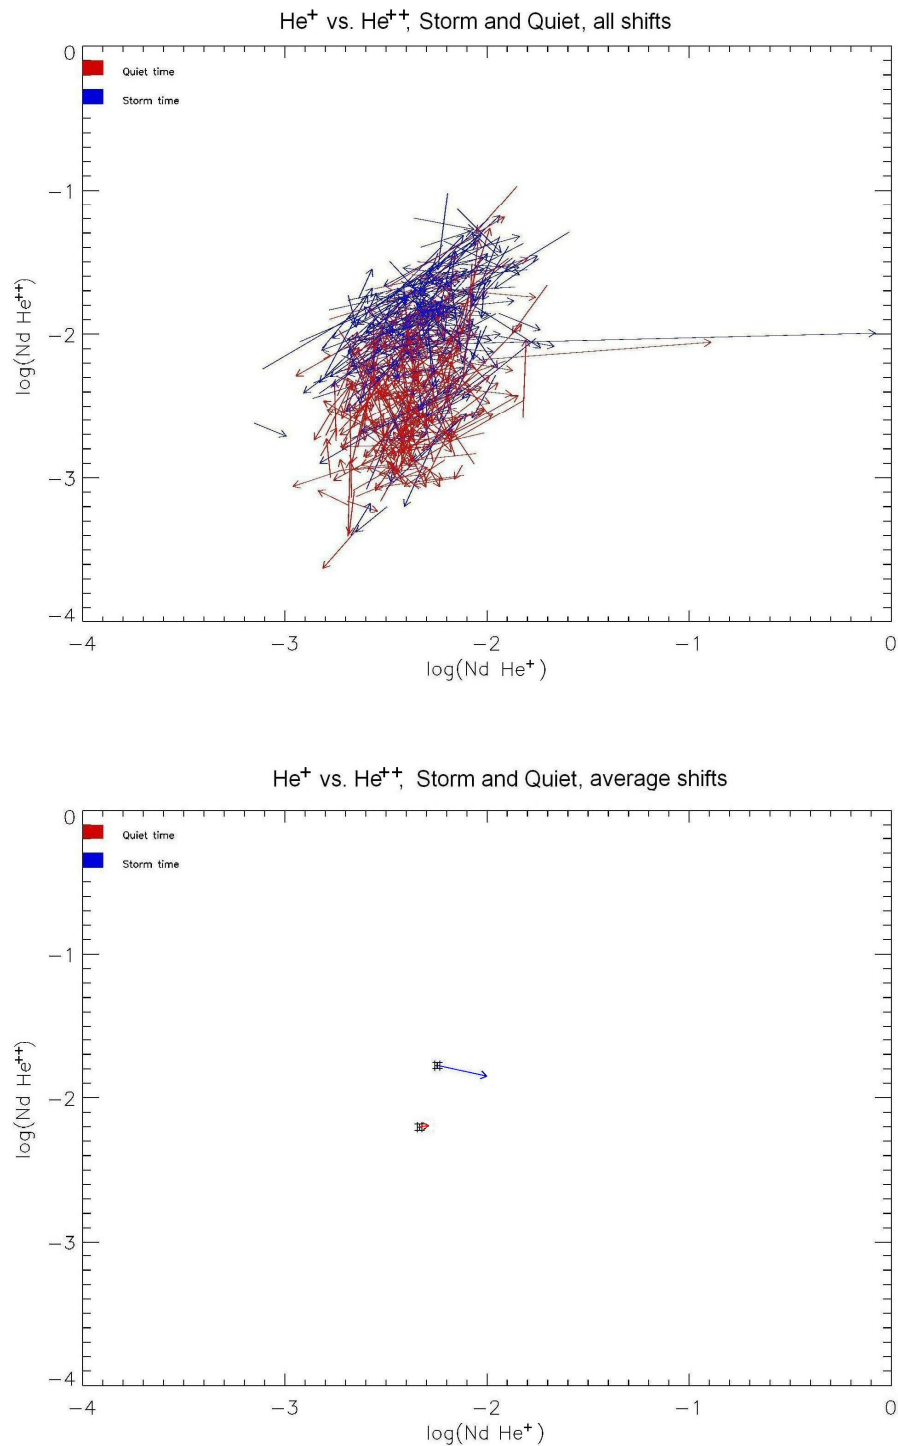 He+ vs. He++, Storm and Quiet, all shifts
0
Quiet time
Storm time
−1
−2
−3
−4
log(Nd He++)
−4 −3 −2 −1 0
log(Nd He+)
He+ vs. He++, Storm and Quiet, average shifts
0
Quiet time
Storm time
−1
−2
−3
−4
log(Nd He++)
−4 −3 −2 −1 0
log(Nd He+)